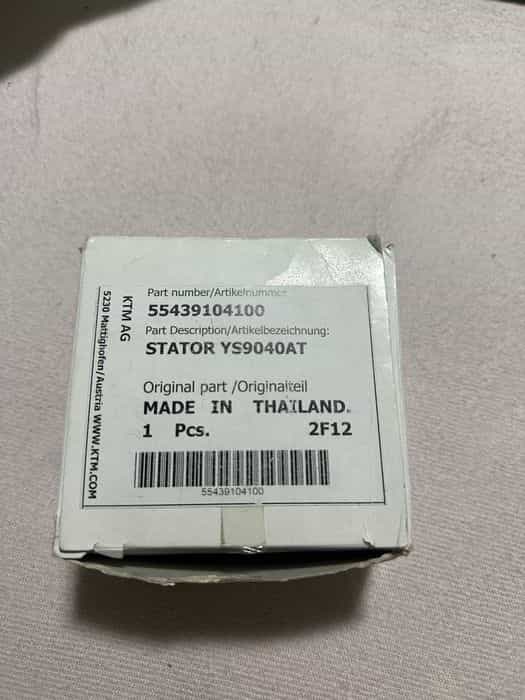 Part number/Artikelnummer
55439104100
Part Description/Artikelbezeichnung:
STATOR YS9040AT
Original part /Originalteil
MADE IN THAILAND.
1 Pcs. 2F12
55439104100
KTM AG
5230 Mattighofen/Austria WWW.KTM.COM